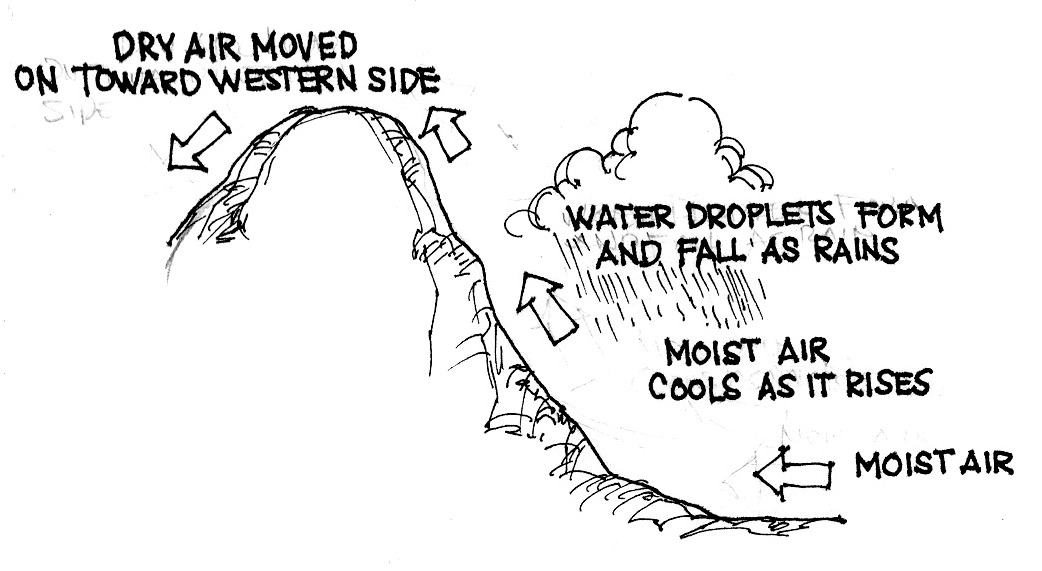 DRY AIR MOVED
ON TOWARD WESTERN SIDE
WATER DROPLETS FORM
AND FALL AS RAINS
MOIST AIR
COOLS AS IT RISES
MOIST AIR